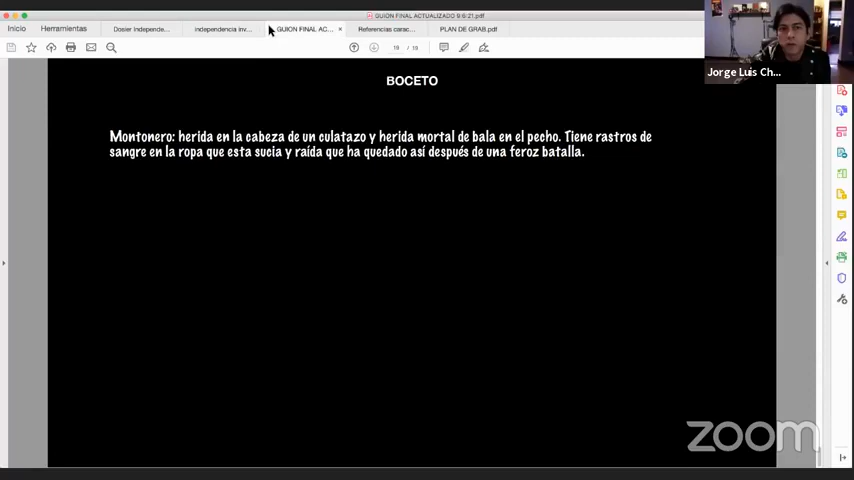 GUION FINAL ACTUALIZADO 9:6:21.pdf
Inicio
Herramientas
Dosier Independe...
independencia inv...
GUION FINAL AC... ×
Referencias carac...
PLAN DE GRAB.pdf
19 / 19
Jorge Luis Ch...
BOCETO
Montonero: herida en la cabeza de un culatazo y herida mortal de bala en el pecho. Tiene rastros de
sangre en la ropa que esta sucia y raída que ha quedado así después de una feroz batalla.
zoom